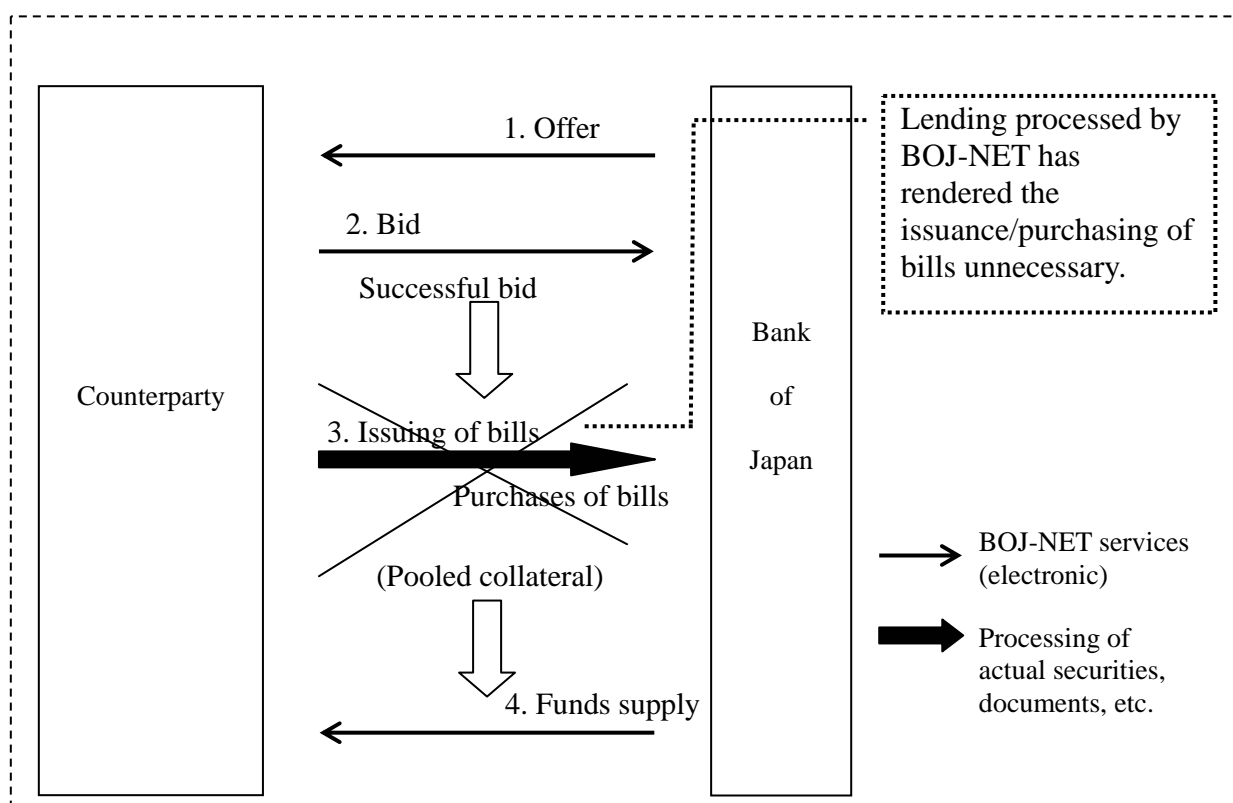 1. Offer
2. Bid
Successful bid
Counterparty
3. Issuing of bills
Purchases of bills
(Pooled collateral)
4. Funds supply
Bank
of
Japan
Lending processed by
BOJ-NET has
rendered the
issuance/purchasing of
bills unnecessary.
BOJ-NET services
(electronic)
Processing of
actual securities,
documents, etc.